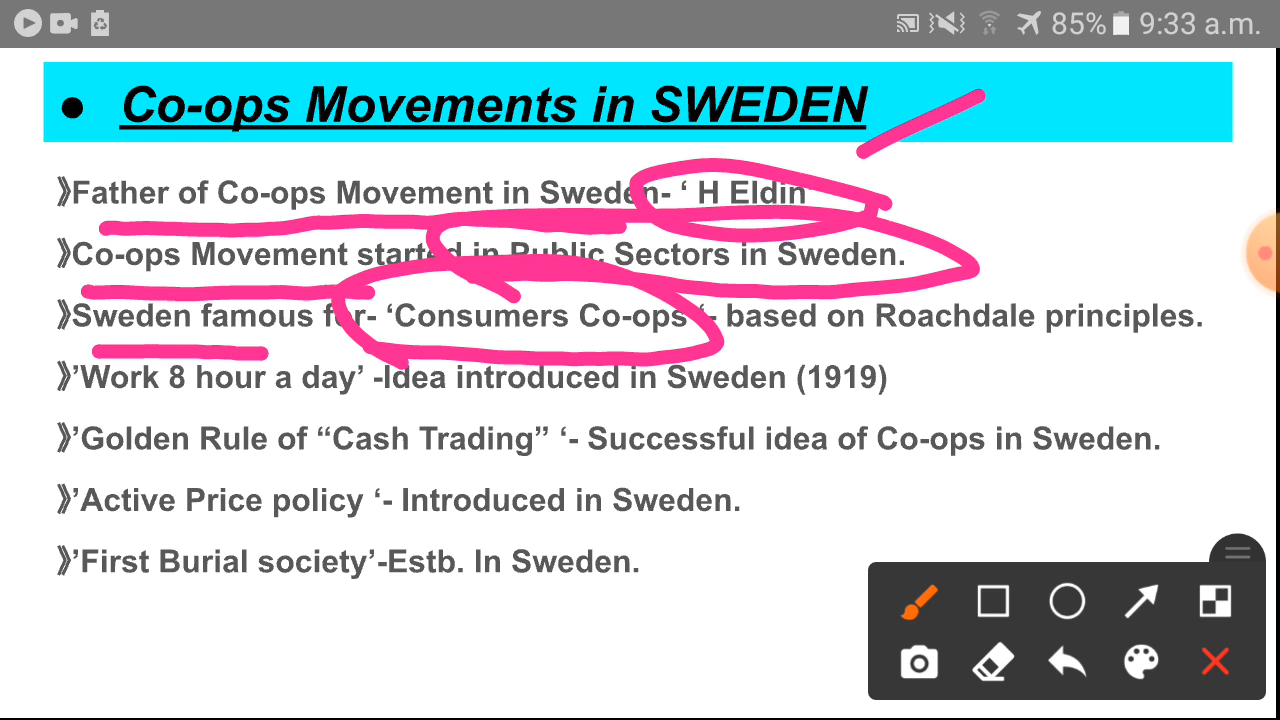 85% 9:33 a.m.
● Co-ops Movements in SWEDEN
》Father of Co-ops Movement in Sweden- ‘ H Eldin
》Co-ops Movement started in Public Sectors in Sweden.
》Sweden famous for- ‘Consumers Co-ops ‘- based on Roachdale principles.
》’Work 8 hour a day’ -Idea introduced in Sweden (1919)
》’Golden Rule of “Cash Trading” ‘- Successful idea of Co-ops in Sweden.
》’Active Price policy ‘- Introduced in Sweden.
》’First Burial society’-Estb. In Sweden.